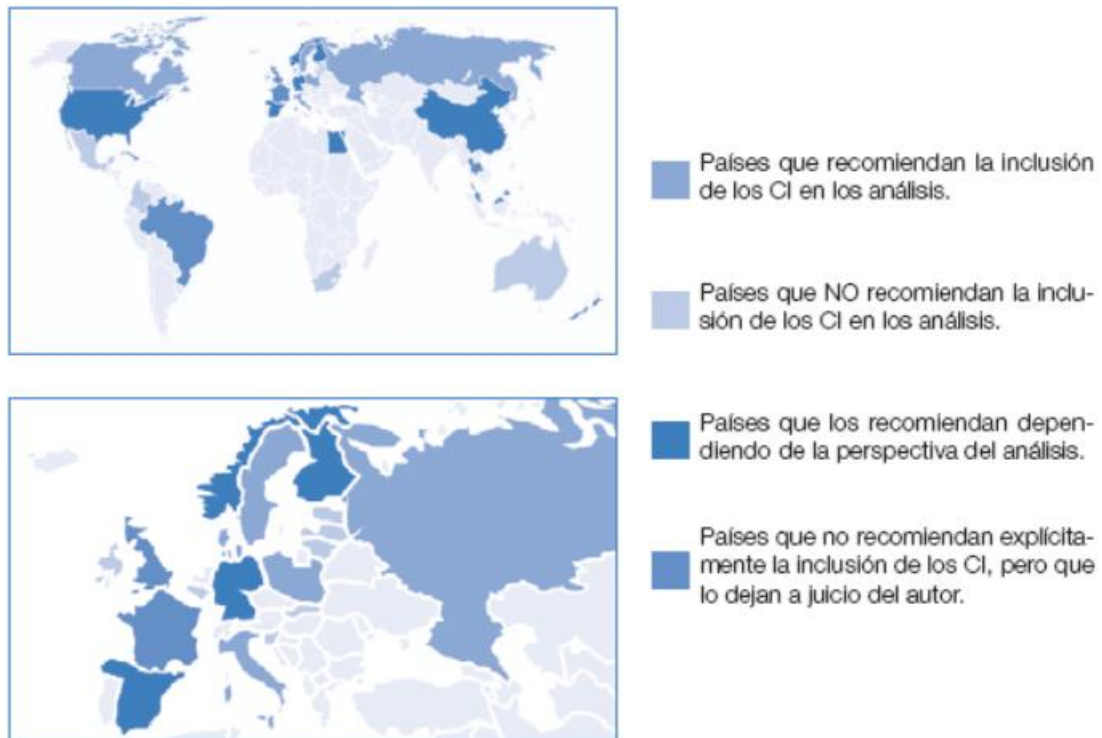 Países que recomiendan la inclusión
de los CI en los análisis.
Países que NO recomiendan la inclu-
sión de los CI en los análisis.
Países que los recomiendan depen-
diendo de la perspectiva del análisis.
Países que no recomiendan explícita-
mente la inclusión de los CI, pero que
lo dejan a juicio del autor.